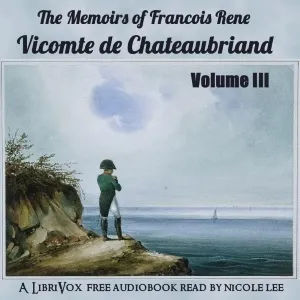 The Memoirs of Francois Rene
Vicomte de Chateaubriand
Volume III
A LibriVox free audiobook read by Nicole Lee